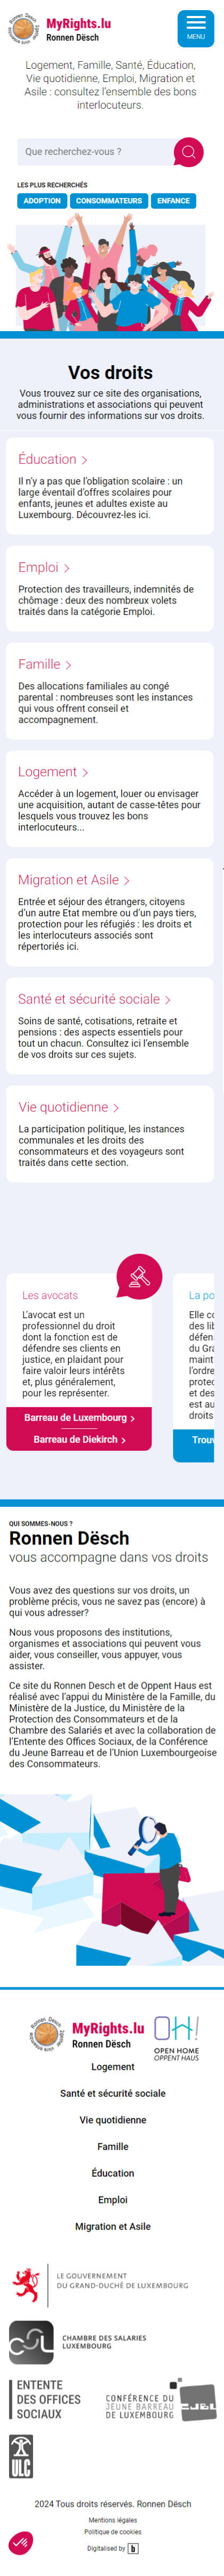 MyRights.lu
Ronnen Dësch
MENU
Logement, Famille, Santé, Éducation,
Vie quotidienne, Emploi, Migration et
Asile : consultez l'ensemble des bons
interlocuteurs.
Que recherchez-vous ?
LES PLUS RECHERCHÉS
ADOPTION
CONSOMMATEURS
ENFANCE
Vos droits
Vous trouvez sur ce site des organisations,
administrations et associations qui peuvent
vous fournir des informations sur vos droits.
Éducation
Il n'y a pas que l'obligation scolaire : un
large éventail d'offres scolaires pour
enfants, jeunes et adultes existe au
Luxembourg. Découvrez-les ici.
Emploi
Protection des travailleurs, indemnités de
chômage : deux des nombreux volets
traités dans la catégorie Emploi.
Famille
Des allocations familiales au congé
parental : nombreuses sont les instances
qui vous offrent conseil et
accompagnement.
Logement
Accéder à un logement, louer ou envisager
une acquisition, autant de casse-têtes pour
lesquels vous trouvez les bons
interlocuteurs...
Migration et Asile
Entrée et séjour des étrangers, citoyens
d'un autre Etat membre ou d'un pays tiers,
protection pour les réfugiés : les droits et
les interlocuteurs associés sont
répertoriés ici.
Santé et sécurité sociale
Soins de santé, cotisations, retraite et
pensions : des aspects essentiels pour
tout un chacun. Consultez ici l'ensemble
de vos droits sur ces sujets.
Vie quotidienne
La participation politique, les instances
communales et les droits des
consommateurs et des voyageurs sont
traités dans cette section.
Les avocats
L'avocat est un
professionnel du droit
dont la fonction est de
défendre ses clients en
justice, en plaidant pour
faire valoir leurs intérêts
et, plus généralement,
pour les représenter.
Barreau de Luxembourg
Barreau de Diekirch
La po
Elle co
des lib
défen
du Gra
maint
l'ordre
protec
et des
est au
droits
Trouv
QUI SOMMES-NOUS ?
Ronnen Dësch
vous accompagne dans vos droits
Vous avez des questions sur vos droits, un
problème précis, vous ne savez pas (encore) à
qui vous adresser?
Nous vous proposons des institutions,
organismes et associations qui peuvent vous
aider, vous conseiller, vous appuyer, vous
assister.
Ce site du Ronnen Desch et de Oppent Haus est
réalisé avec l'appui du Ministère de la Famille, du
Ministère de la Justice, du Ministère de la
Protection des Consommateurs et de la
Chambre des Salariés et avec la collaboration de
l'Entente des Offices Sociaux, de la Conférence
du Jeune Barreau et de l'Union Luxembourgeoise
des Consommateurs.
MyRights.lu
Ronnen Dësch
OH!
OPEN HOME
OPPENT HAUS
Logement
Santé et sécurité sociale
Vie quotidienne
Famille
Éducation
Emploi
Migration et Asile
LE GOUVERNEMENT
DU GRAND-DUCHÉ DE LUXEMBOURG
CSL
CHAMBRE DES SALARIES
LUXEMBOURG
ENTENTE
DES OFFICES
SOCIAUX
CONFÉRENCE DU
JEUNE BARREAU
DE LUXEMBOURG
ULC
2024 Tous droits réservés. Ronnen Dësch
Mentions légales
Politique de cookies
Digitalised by b